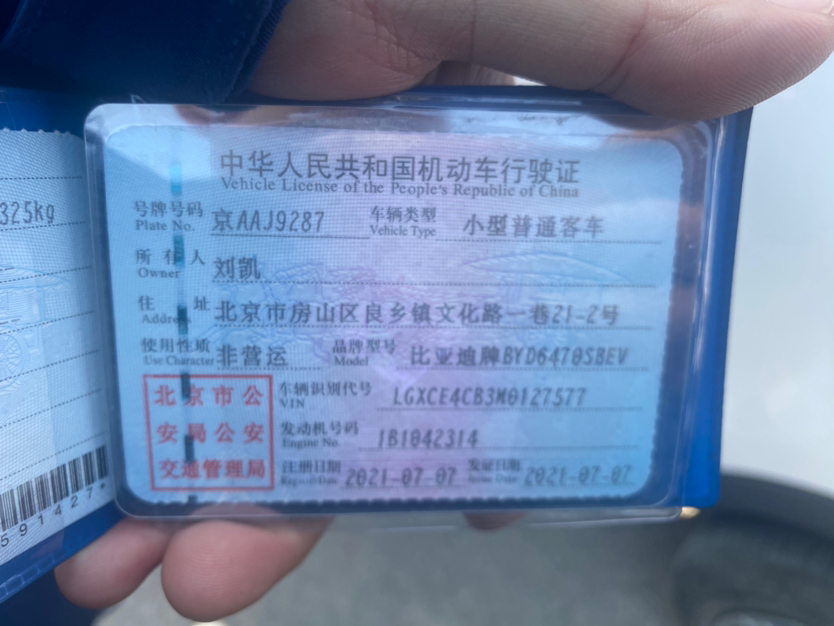 325kg
591427*
中华人民共和国机动车行驶证
Vehicle License of the People's Republic of China
号牌号码 京AAJ9287 车辆类型 小型普通客车
Plate No. Vehicle Type
所有人 刘凯
Owner
住址 北京市房山区良乡镇文化路一巷21-2号
Address
使用性质 非营运 品牌型号 比亚迪牌BYD6470SBEV
Use Character Model
北京市公 车辆识别代号 LGXCE4CB3M0127577
VIN
安局公安 发动机号码 1B1042314
Engine No.
交通管理局 注册日期 2021-07-07 发证日期 2021-07-07
Register Date Issue Date